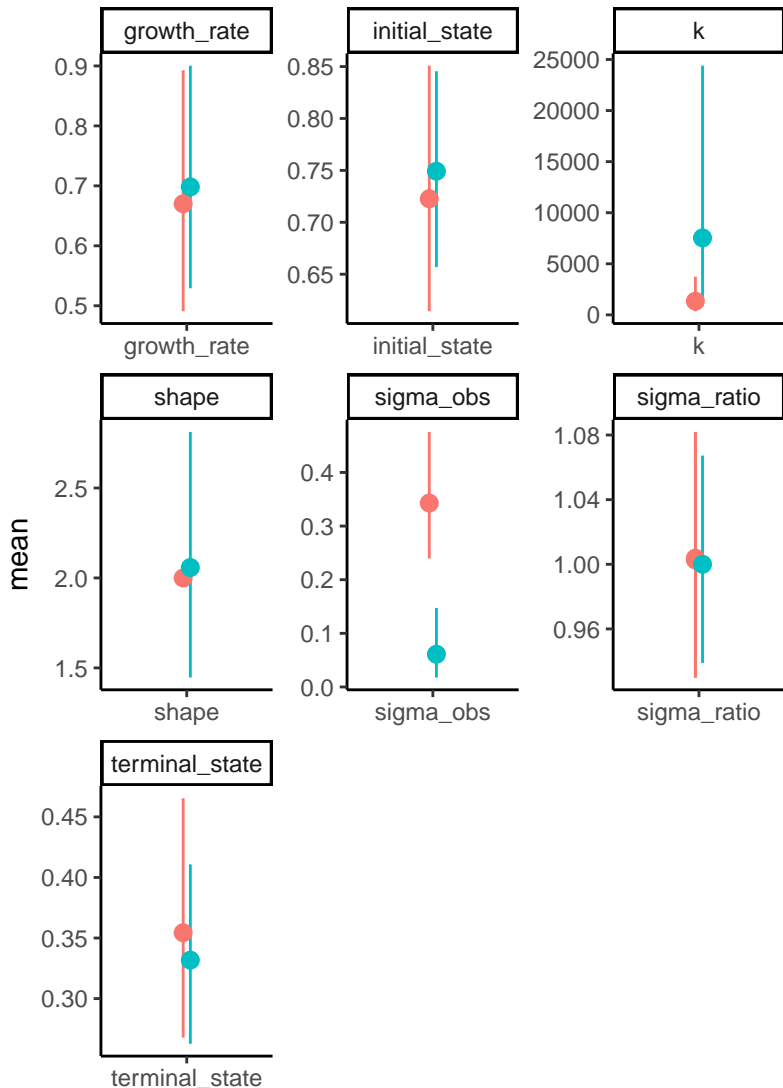 growth_rate
initial_state
k
0.9
0.8
0.7
0.6
0.5
0.85
0.80
0.75
0.70
0.65
25000
20000
15000
10000
5000
0
growth_rate
initial_state
k
shape
sigma_obs
sigma_ratio
mean
2.5
2.0
1.5
0.4
0.3
0.2
0.1
0.0
1.08
1.04
1.00
0.96
shape
sigma_obs
sigma_ratio
terminal_state
0.45
0.40
0.35
0.30
terminal_state